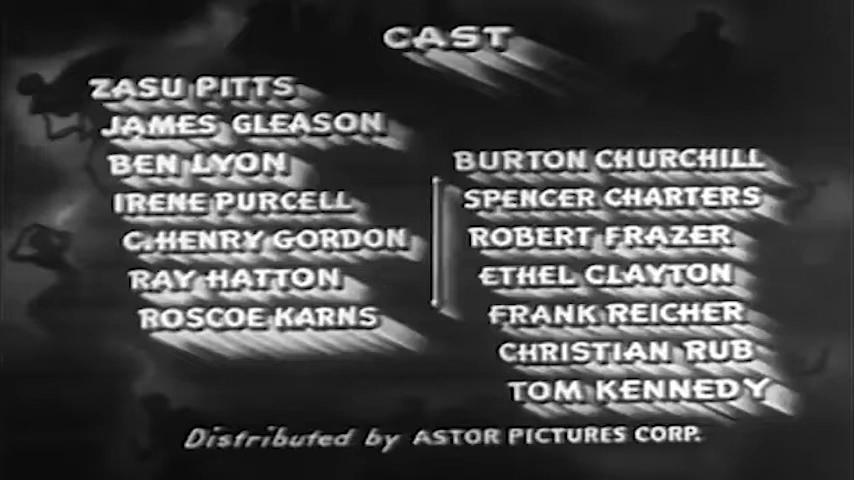 CAST
ZASU PITTS
JAMES GLEASON
BEN LYON
IRENE PURCELL
C. HENRY GORDON
RAY HATTON
ROSCOE KARNS
BURTON CHURCHILL
SPENCER CHARTERS
ROBERT FRAZER
ETHEL CLAYTON
FRANK REICHER
CHRISTIAN RUB
TOM KENNEDY
Distributed by ASTOR PICTURES CORP.